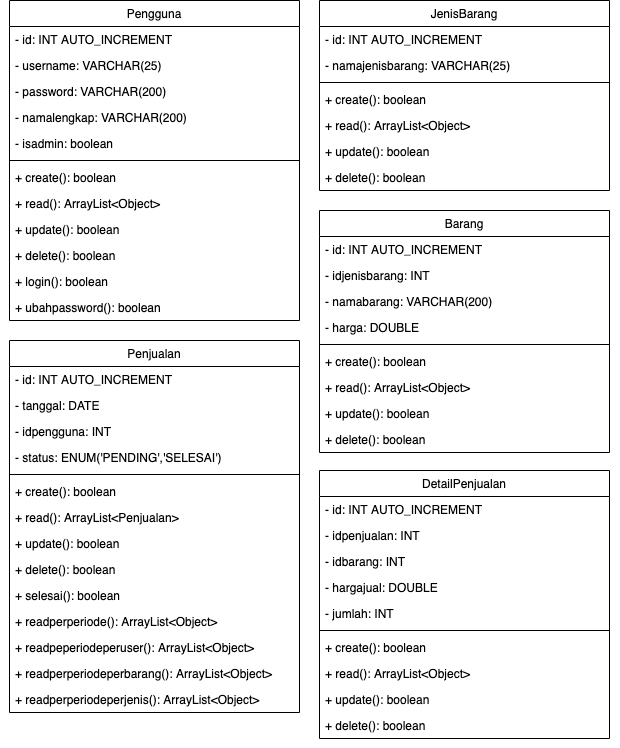 Pengguna
- id: INT AUTO_INCREMENT
- username: VARCHAR(25)
- password: VARCHAR(200)
- namalengkap: VARCHAR(200)
- isadmin: boolean
+ create(): boolean
+ read(): ArrayList<Object>
+ update(): boolean
+ delete(): boolean
+ login(): boolean
+ ubahpassword(): boolean
Penjualan
- id: INT AUTO_INCREMENT
- tanggal: DATE
- idpengguna: INT
- status: ENUM('PENDING','SELESAI')
+ create(): boolean
+ read(): ArrayList<Penjualan>
+ update(): boolean
+ delete(): boolean
+ selesai(): boolean
+ readperperiode(): ArrayList<Object>
+ readpeperiodeperuser(): ArrayList<Object>
+ readperperiodeperbarang(): ArrayList<Object>
+ readperperiodeperjenis(): ArrayList<Object>
JenisBarang
- id: INT AUTO_INCREMENT
- namajenisbarang: VARCHAR(25)
+ create(): boolean
+ read(): ArrayList<Object>
+ update(): boolean
+ delete(): boolean
Barang
- id: INT AUTO_INCREMENT
- idjenisbarang: INT
- namabarang: VARCHAR(200)
- harga: DOUBLE
+ create(): boolean
+ read(): ArrayList<Object>
+ update(): boolean
+ delete(): boolean
DetailPenjualan
- id: INT AUTO_INCREMENT
- idpenjualan: INT
- idbarang: INT
- hargajual: DOUBLE
- jumlah: INT
+ create(): boolean
+ read(): ArrayList<Object>
+ update(): boolean
+ delete(): boolean